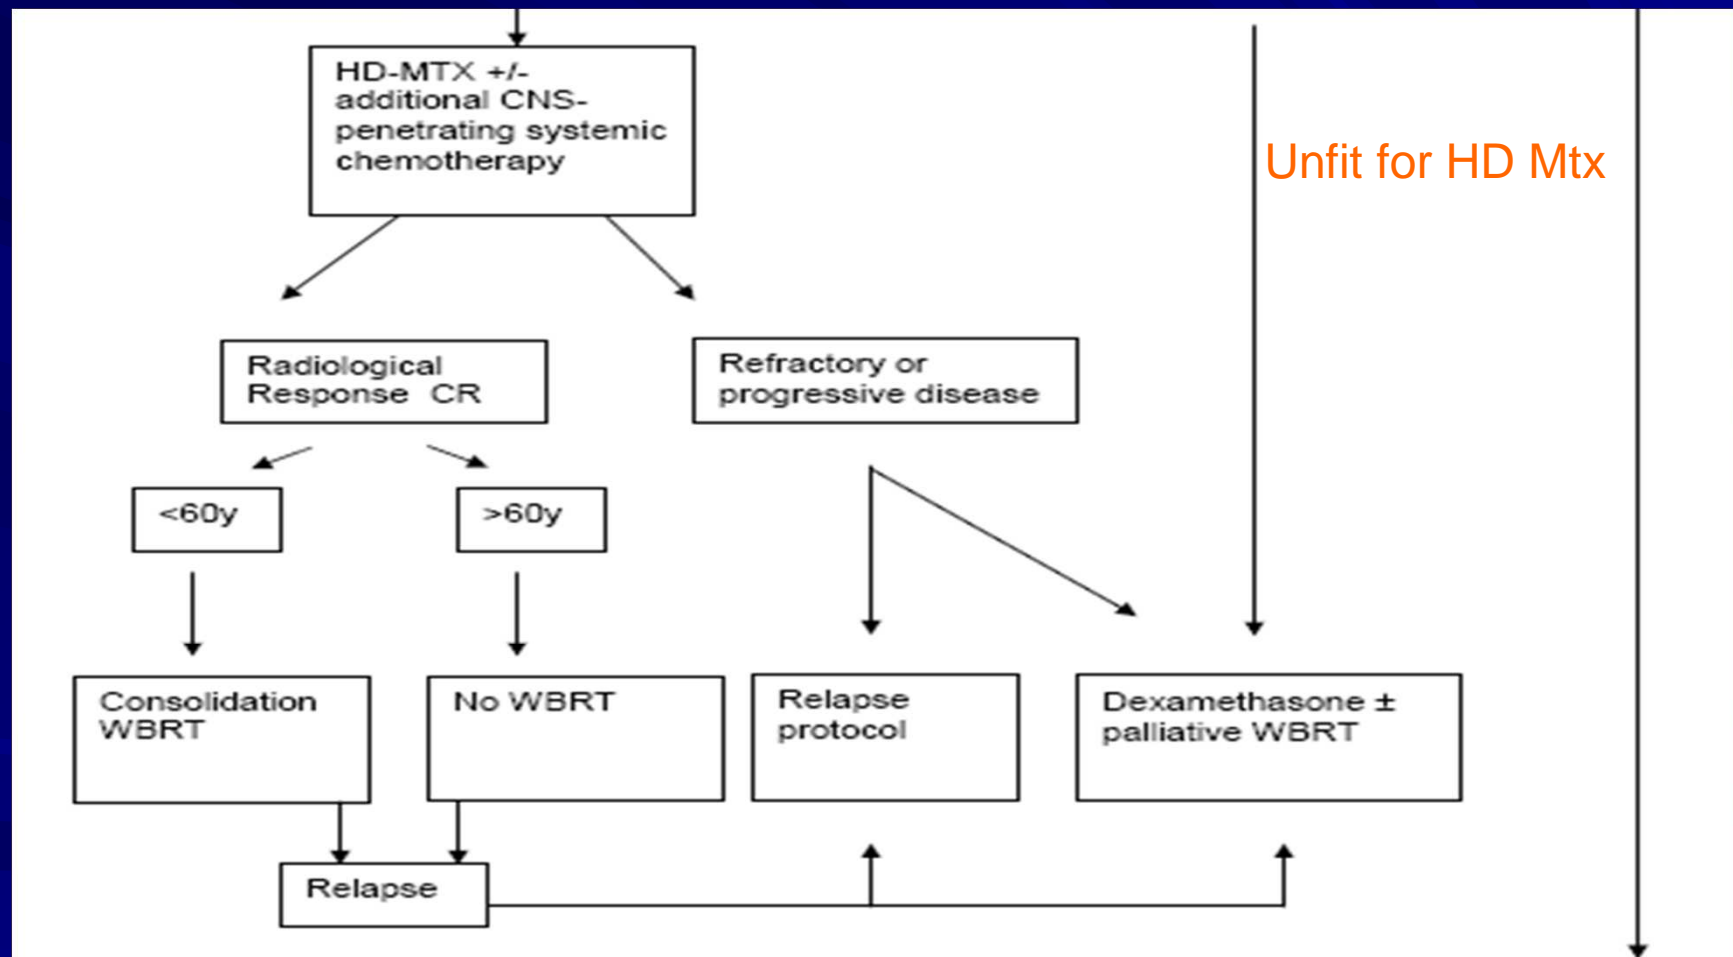 HD-MTX +/-
additional CNS-
penetrating systemic
chemotherapy
Unfit for HD Mtx
Radiological
Response  CR
Refractory or
progressive disease
<60y
>60y
Consolidation
WBRT
No WBRT
Relapse
protocol
Dexamethasone ±
palliative WBRT
Relapse